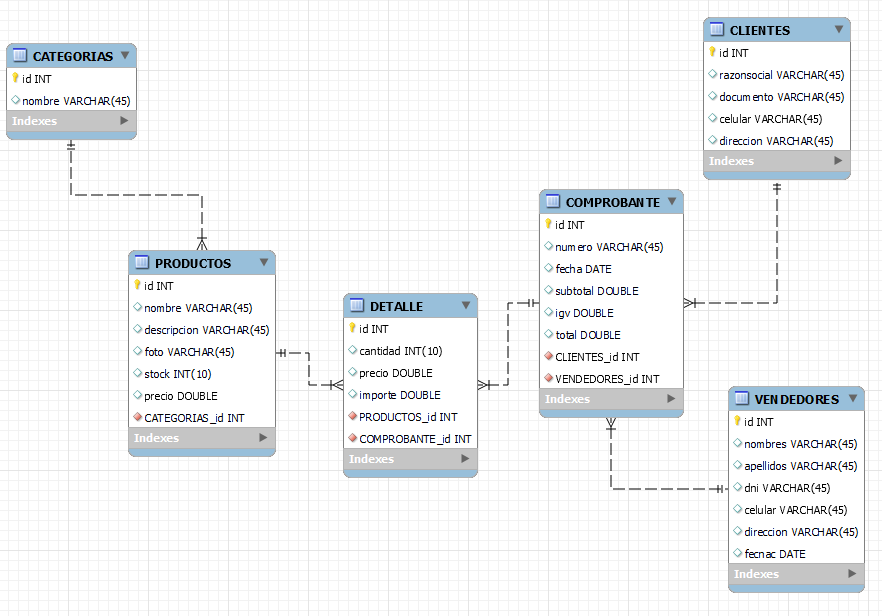 CATEGORIAS
id INT
nombre VARCHAR(45)
Indexes
PRODUCTOS
id INT
nombre VARCHAR(45)
descripcion VARCHAR(45)
foto VARCHAR(45)
stock INT(10)
precio DOUBLE
CATEGORIAS_id INT
Indexes
DETALLE
id INT
cantidad INT(10)
precio DOUBLE
importe DOUBLE
PRODUCTOS_id INT
COMPROBANTE_id INT
Indexes
COMPROBANTE
id INT
numero VARCHAR(45)
fecha DATE
subtotal DOUBLE
igv DOUBLE
total DOUBLE
CLIENTES_id INT
VENDEDORES_id INT
Indexes
CLIENTES
id INT
razonsocial VARCHAR(45)
documento VARCHAR(45)
celular VARCHAR(45)
direccion VARCHAR(45)
Indexes
VENDEDORES
id INT
nombres VARCHAR(45)
apellidos VARCHAR(45)
dni VARCHAR(45)
celular VARCHAR(45)
direccion VARCHAR(45)
fecnac DATE
Indexes